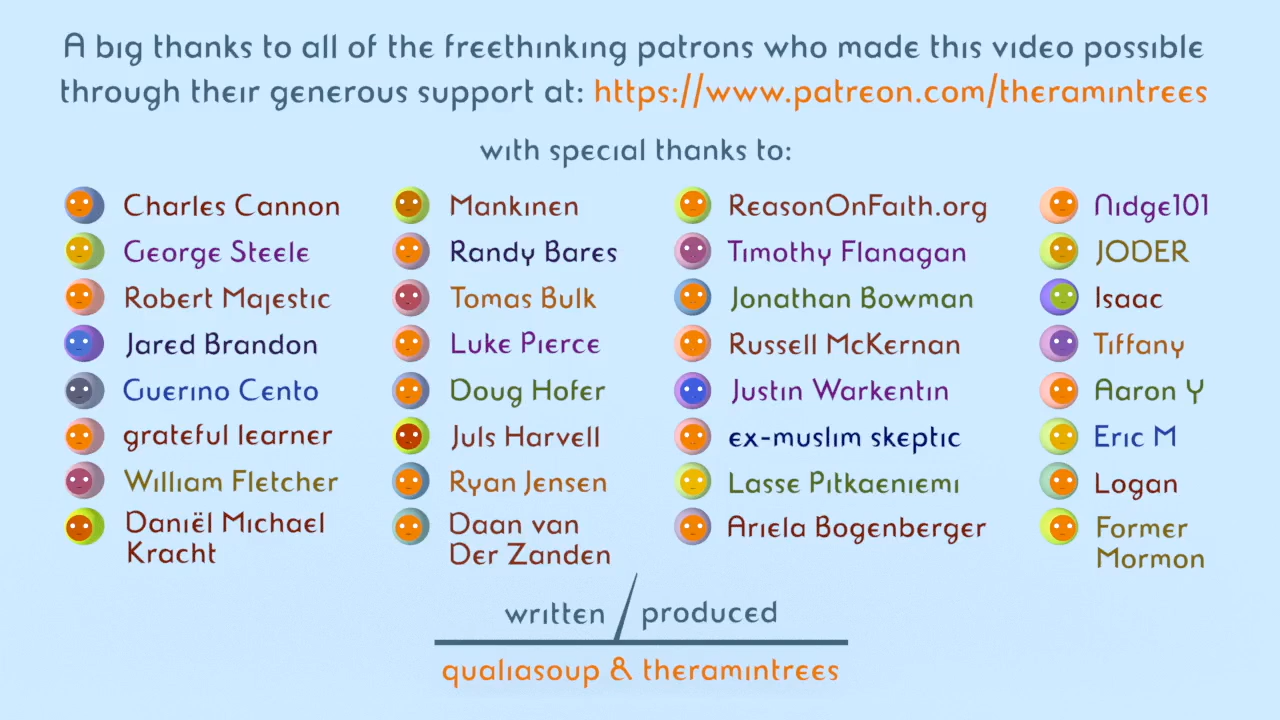 A big thanks to all of the freethinking patrons who made this video possible
through their generous support at: https://www.patreon.com/theramintrees
with special thanks to:
Charles Cannon
George Steele
Robert Majestic
Jared Brandon
Guerino Cento
grateful learner
William Fletcher
Daniël Michael
Kracht
Mankinen
Randy Bares
Tomas Bulk
Luke Pierce
Doug Hofer
Juls Harvell
Ryan Jensen
Daan van
Der Zanden
ReasonOnFaith.org
Timothy Flanagan
Jonathan Bowman
Russell McKernan
Justin Warkentin
ex-muslim skeptic
Lasse Pitkaeniemi
Ariela Bogenberger
Nidge101
JODER
Isaac
Tiffany
Aaron Y
Eric M
Logan
Former
Mormon
written / produced
qualiasoup & theramintrees